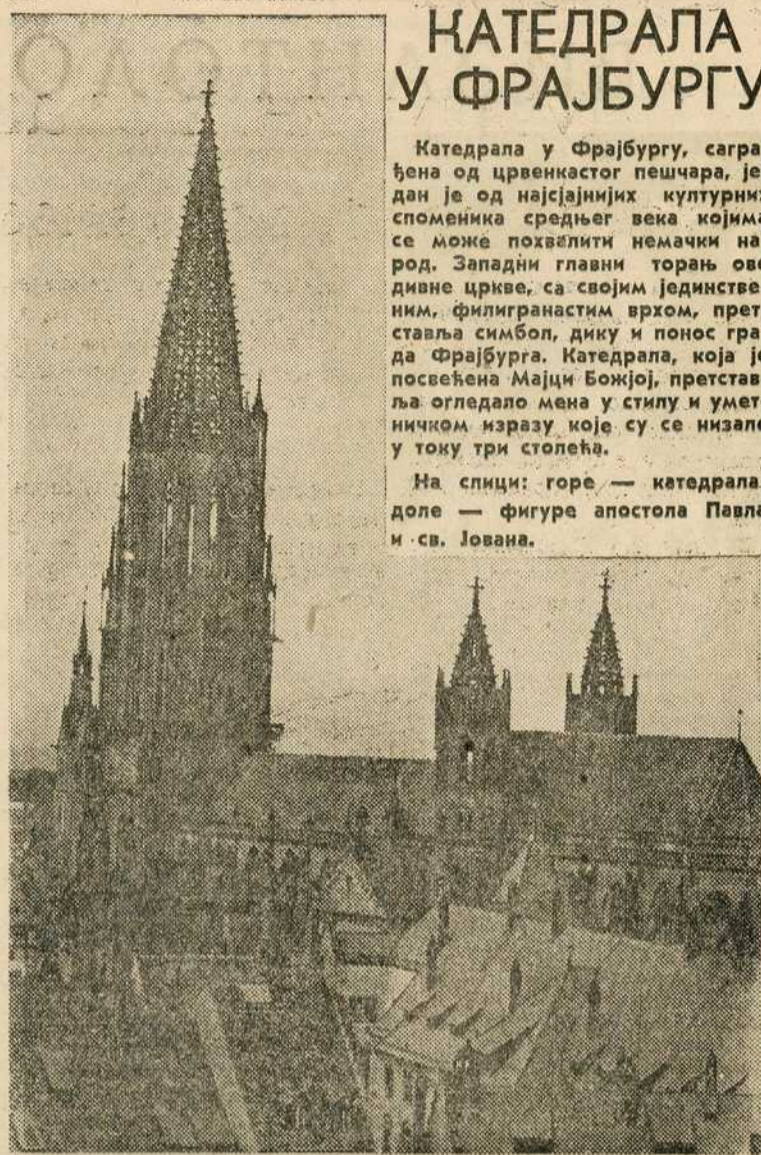 КАТЕДРАЛА
У ФРАЈБУРГУ
Катедрала у Фрајбургу, сагра
ђена од црвенкастог пешчара, је
дан је од најсјајнијих културних
споменика средњег века којима
се може похвалити немачки на
род. Западни главни торањ ове
дивне цркве, са својим јединстве
ним, филигранастим врхом, прет
ставља симбол, дику и понос гра
да Фрајбурга. Катедрала, која је
посвећена Мајци Божјој, претстав
ља огледало мена у стилу и умет
ничком изразу које су се низале
у току три столећа.
На слици: горе — катедрала,
доле — фигуре апостола Павла
и св. Јована.